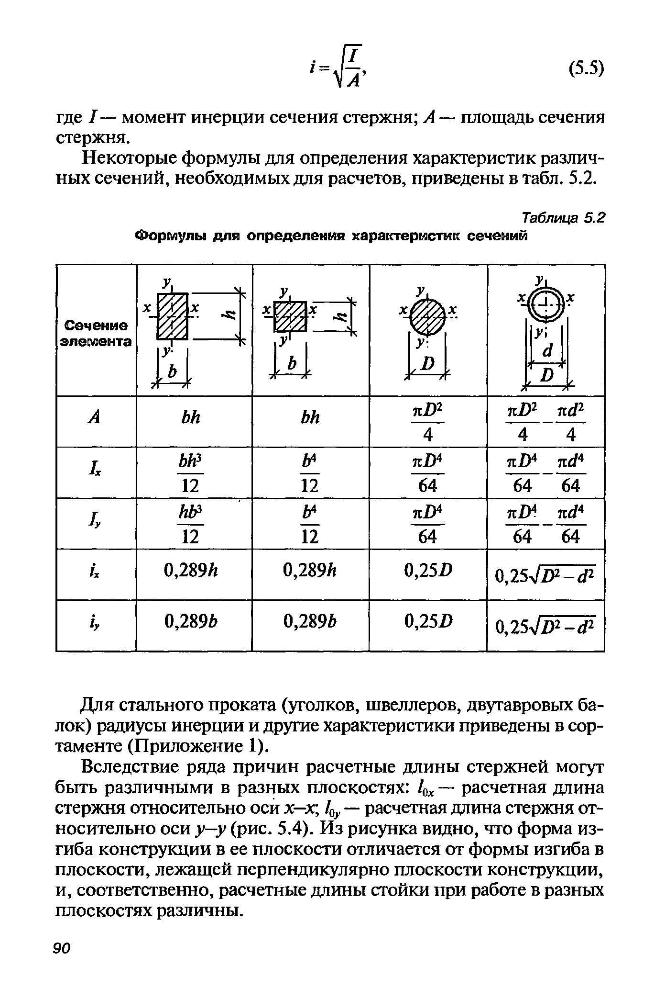 i = √(I/A), (5.5)
где I — момент инерции сечения стержня; A — площадь сечения
стержня.
Некоторые формулы для определения характеристик различ-
ных сечений, необходимых для расчетов, приведены в табл. 5.2.
Таблица 5.2
Формулы для определения характеристик сечений
Сечение
элемента
y x x y h b
y x x y h b
y x x y D
y x x y d D
A bh bh πD²/4 πD²/4 − πd²/4
Iₓ bh³/12 b⁴/12 πD⁴/64 πD⁴/64 − πd⁴/64
I_y hb³/12 b⁴/12 πD⁴/64 πD⁴/64 − πd⁴/64
iₓ 0,289h 0,289h 0,25D 0,25√(D² − d²)
i_y 0,289b 0,289b 0,25D 0,25√(D² − d²)
Для стального проката (уголков, швеллеров, двутавровых ба-
лок) радиусы инерции и другие характеристики приведены в сор-
таменте (Приложение 1).
Вследствие ряда причин расчетные длины стержней могут
быть различными в разных плоскостях: l₀ₓ — расчетная длина
стержня относительно оси x–x; l₀y — расчетная длина стержня от-
носительно оси y–y (рис. 5.4). Из рисунка видно, что форма из-
гиба конструкции в ее плоскости отличается от формы изгиба в
плоскости, лежащей перпендикулярно плоскости конструкции,
и, соответственно, расчетные длины стойки при работе в разных
плоскостях различны.
90